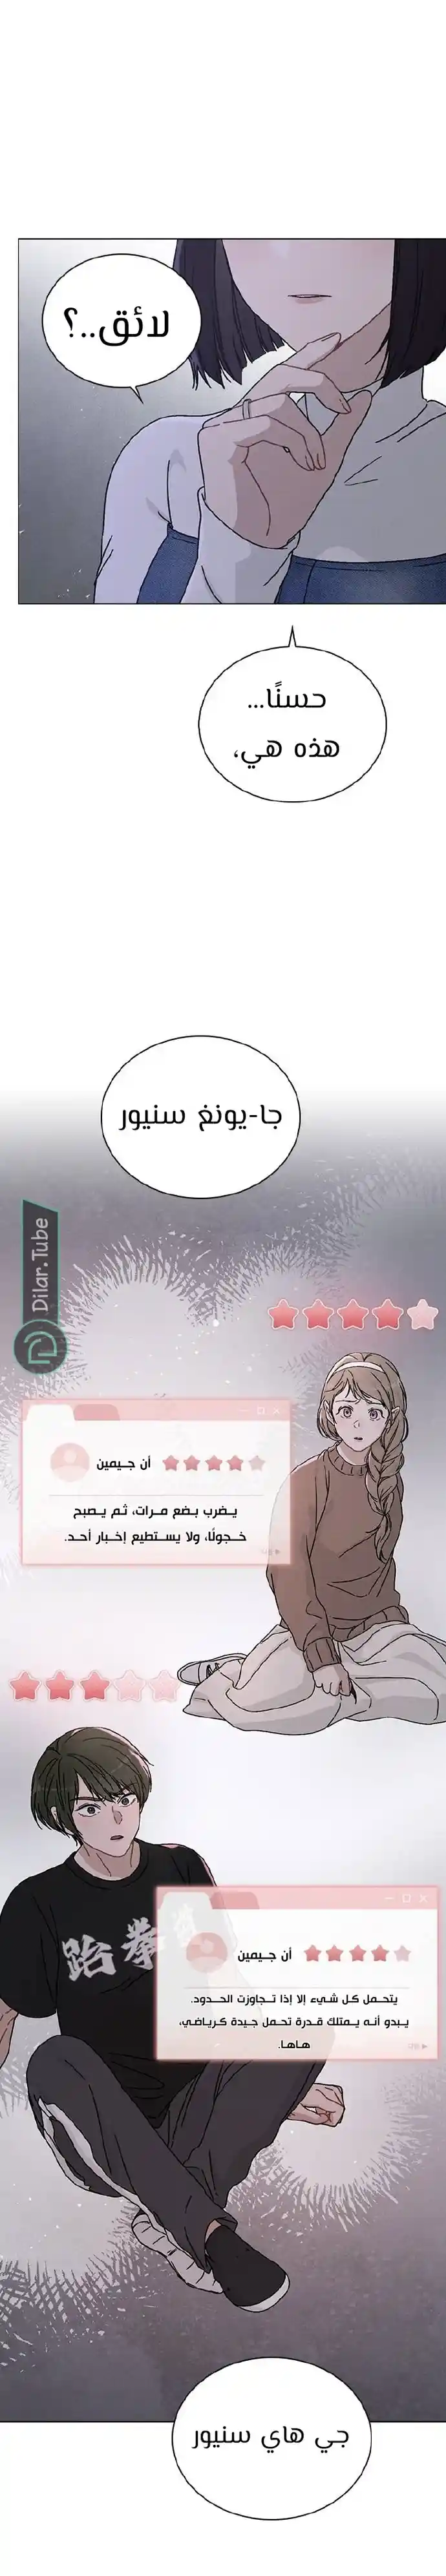 لائق..؟
حسنًا...
هذه هي،
جا-يونغ سنيور
Dilar.Tube
أن جيمين
يضرب بضع مرات، ثم يصبح
خجولًا، ولا يستطيع إخبار أحد.
أن جيمين
يتحمل كل شيء إلا إذا تجاوزت الحدود.
يبدو أنه يمتلك قدرة تحمل جيدة كرياضي،
هاها.
跆拳
جي هاي سنيور